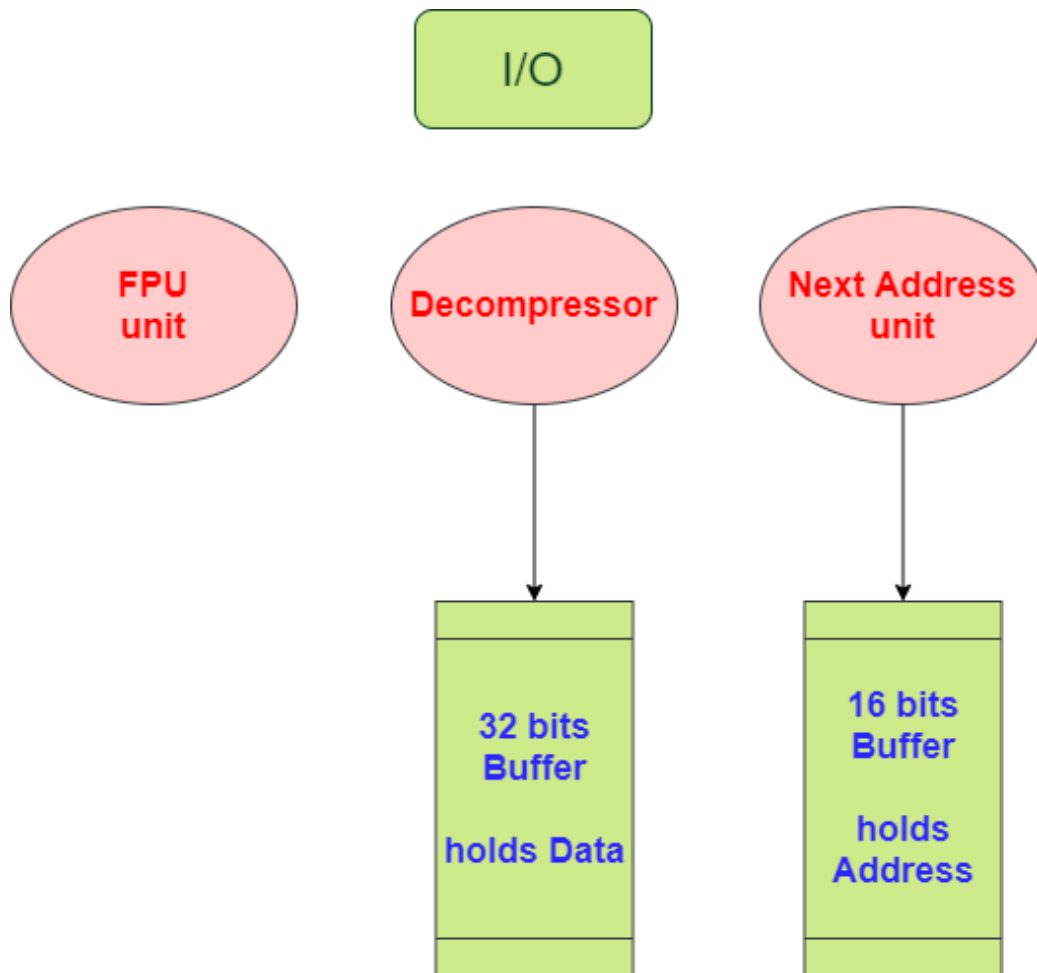 I/O
FPU
unit
Decompressor
Next Address
unit
32 bits
Buffer
holds Data
16 bits
Buffer
holds
Address